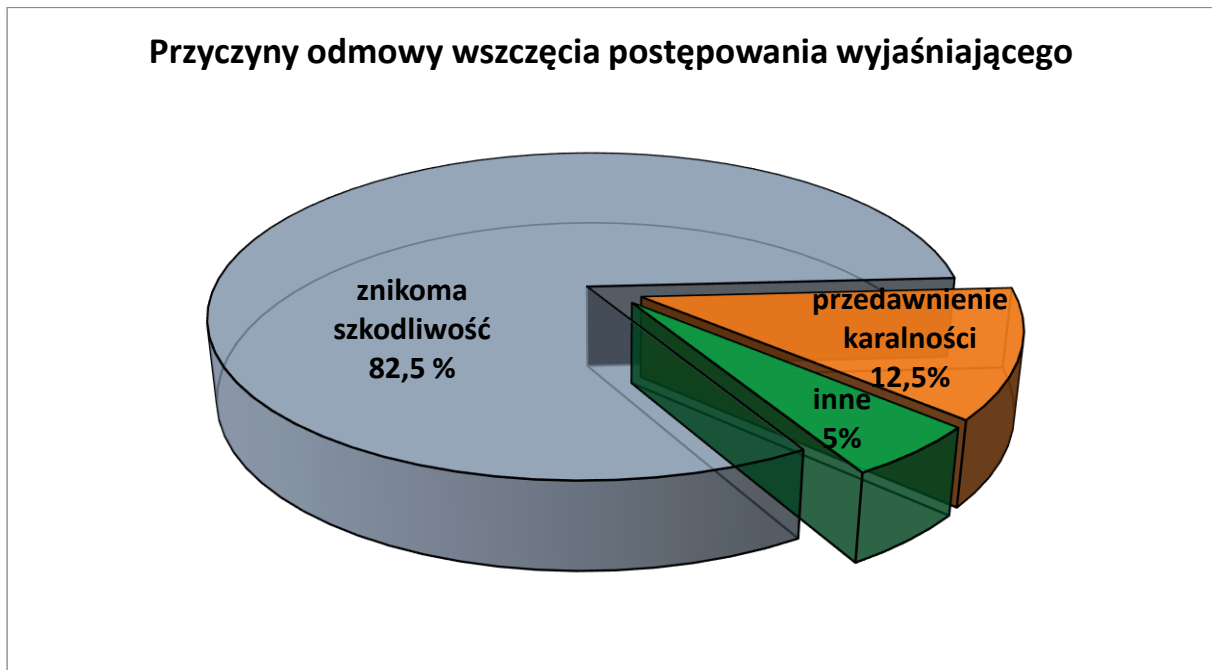 Przyczyny odmowy wszczęcia postępowania wyjaśniającego
znikoma
szkodliwość
82,5 %
przedawnienie
karalności
12,5%
inne
5%